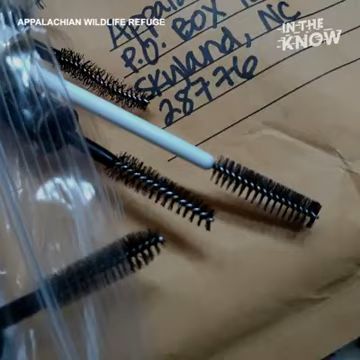 APPALACHIAN WILDLIFE REFUGE
IN THE
KNOW
P.O. BOX
Skyland, NC
28776